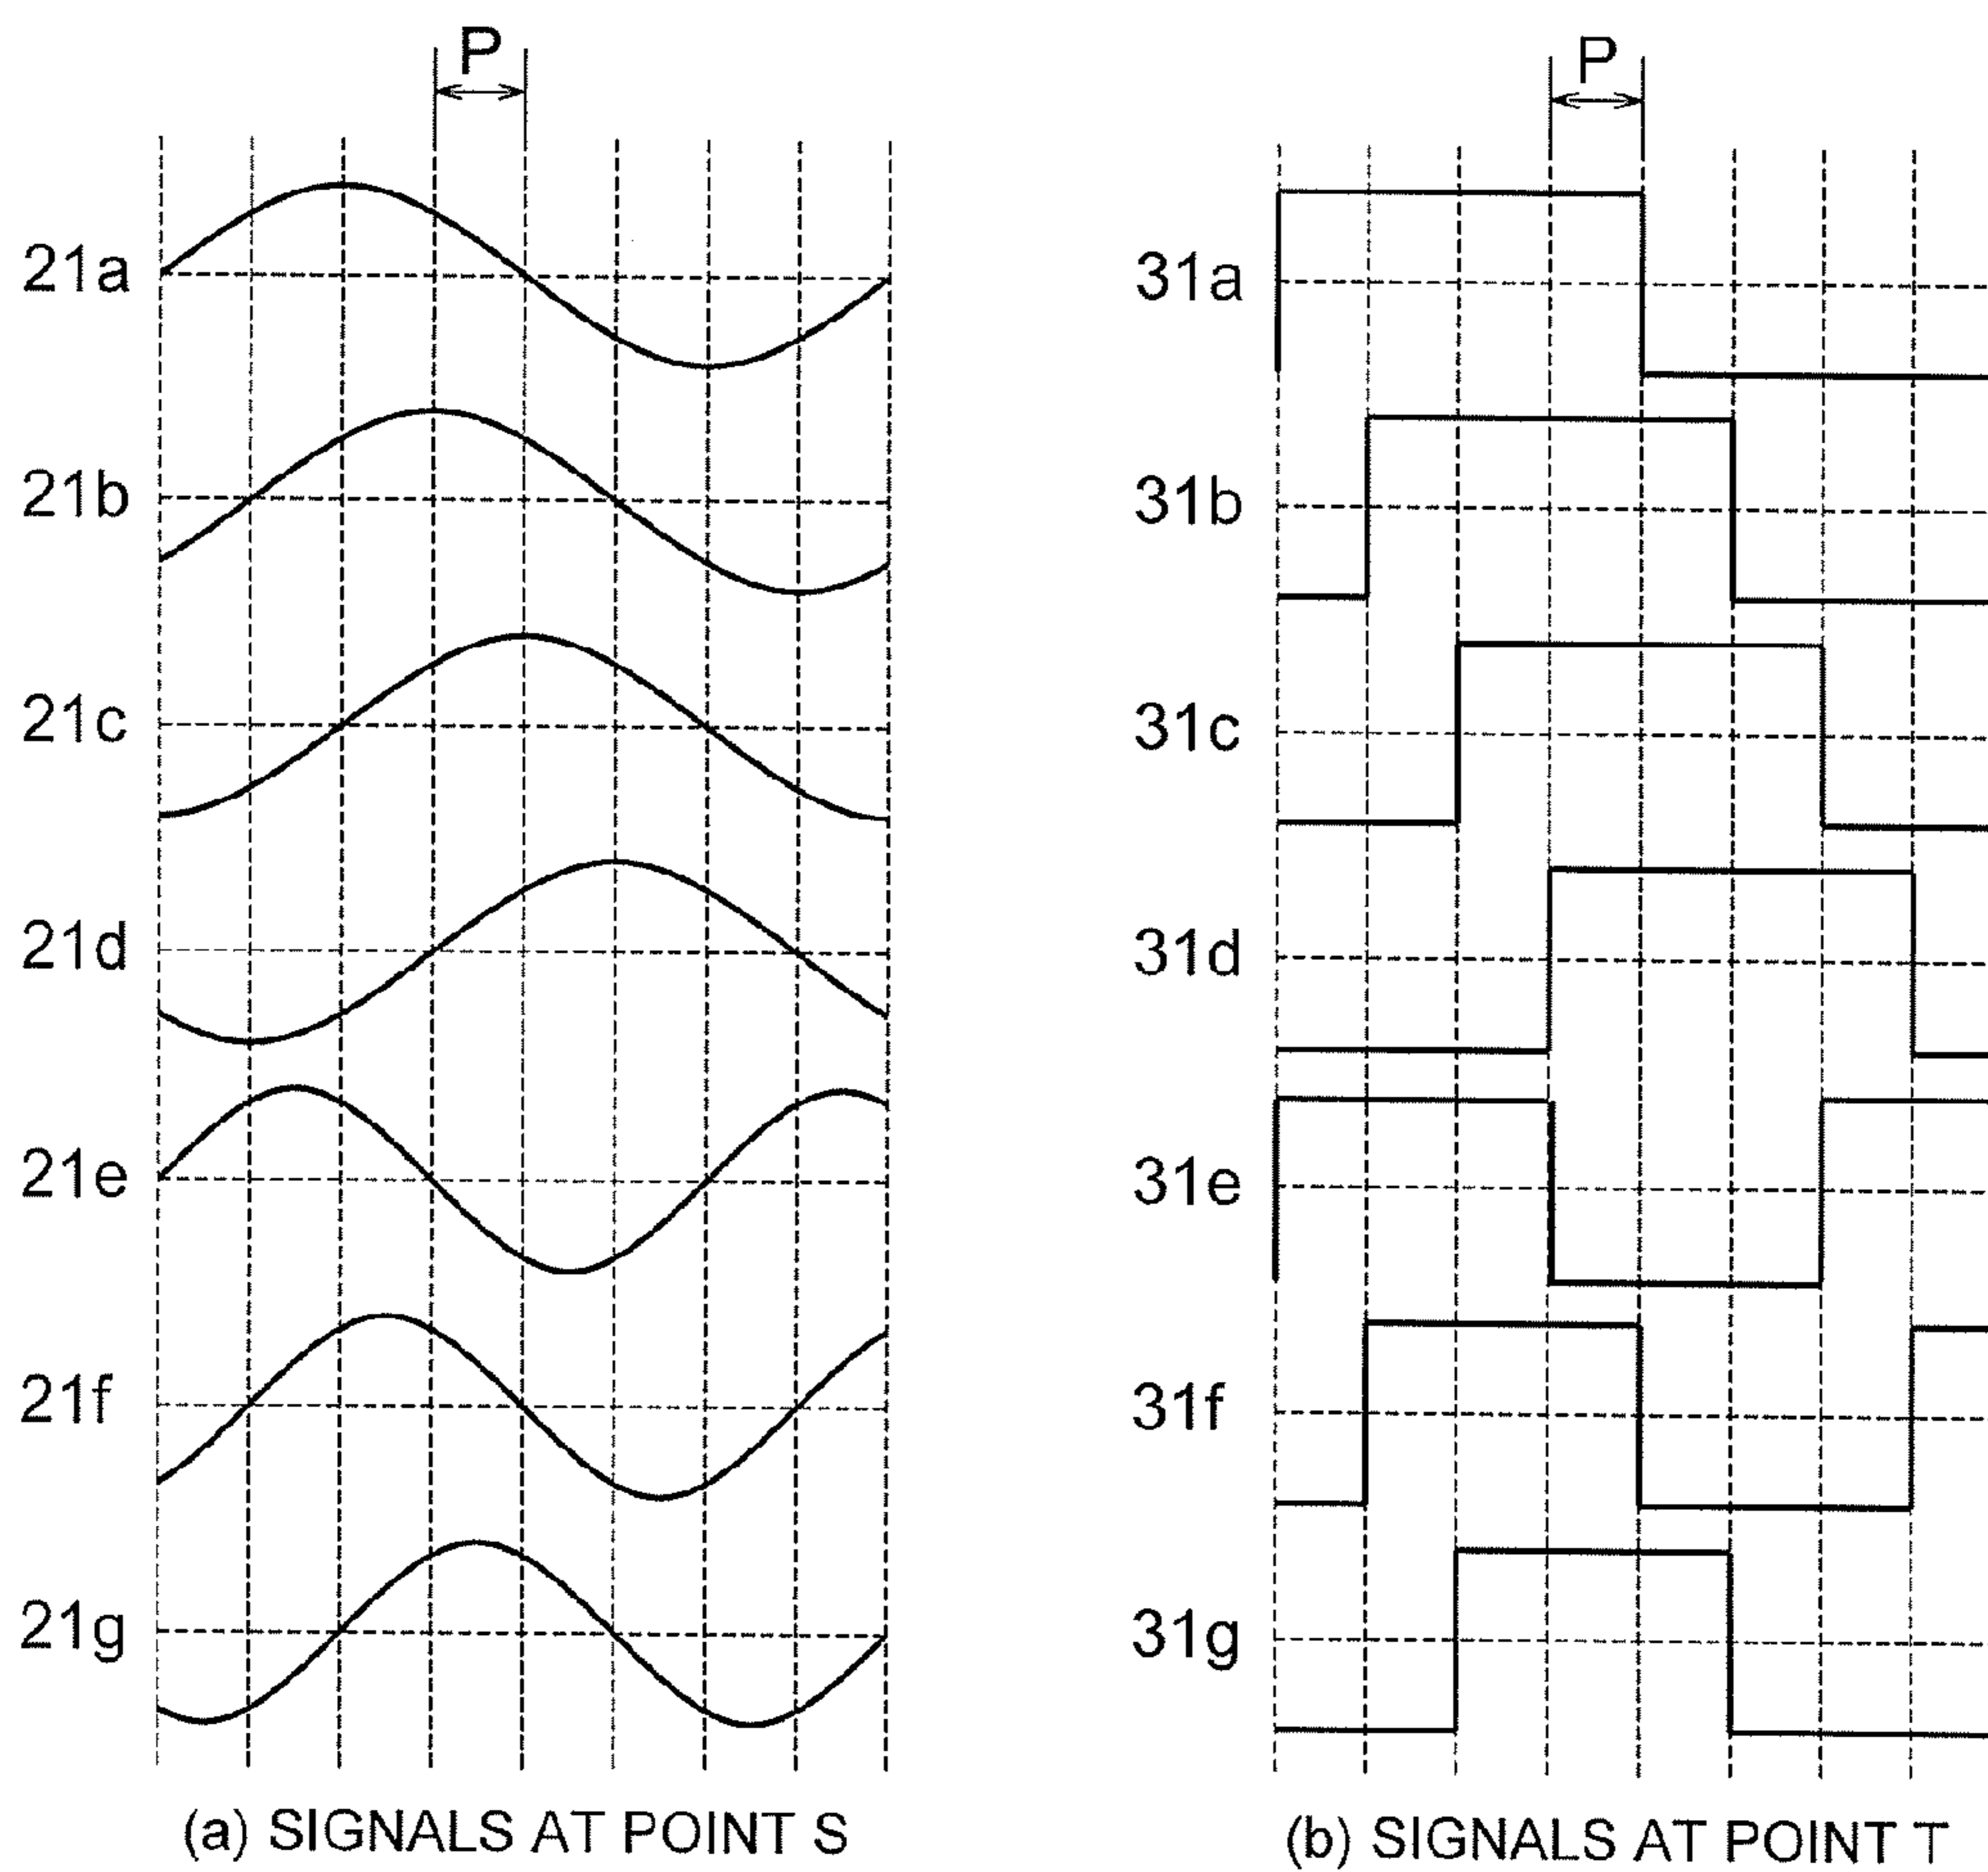 P
21a
21b
21c
21d
21e
21f
21g
(a) SIGNALS AT POINT S
P
31a
31b
31c
31d
31e
31f
31g
(b) SIGNALS AT POINT T